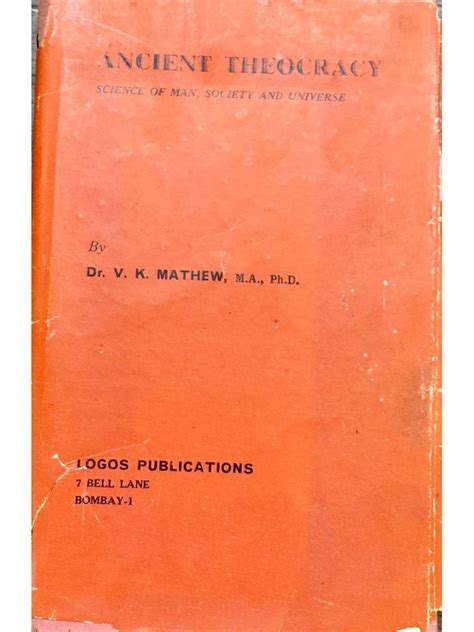 ANCIENT THEOCRACY
SCIENCE OF MAN, SOCIETY AND UNIVERSE
By
Dr. V. K. MATHEW, M.A., Ph.D.
LOGOS PUBLICATIONS
7 BELL LANE
BOMBAY-1